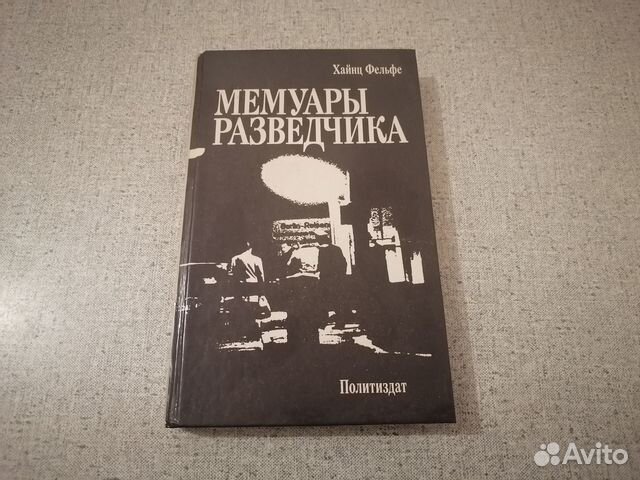 Хайнц Фельфе
МЕМУАРЫ
РАЗВЕДЧИКА
Политиздат
Avito